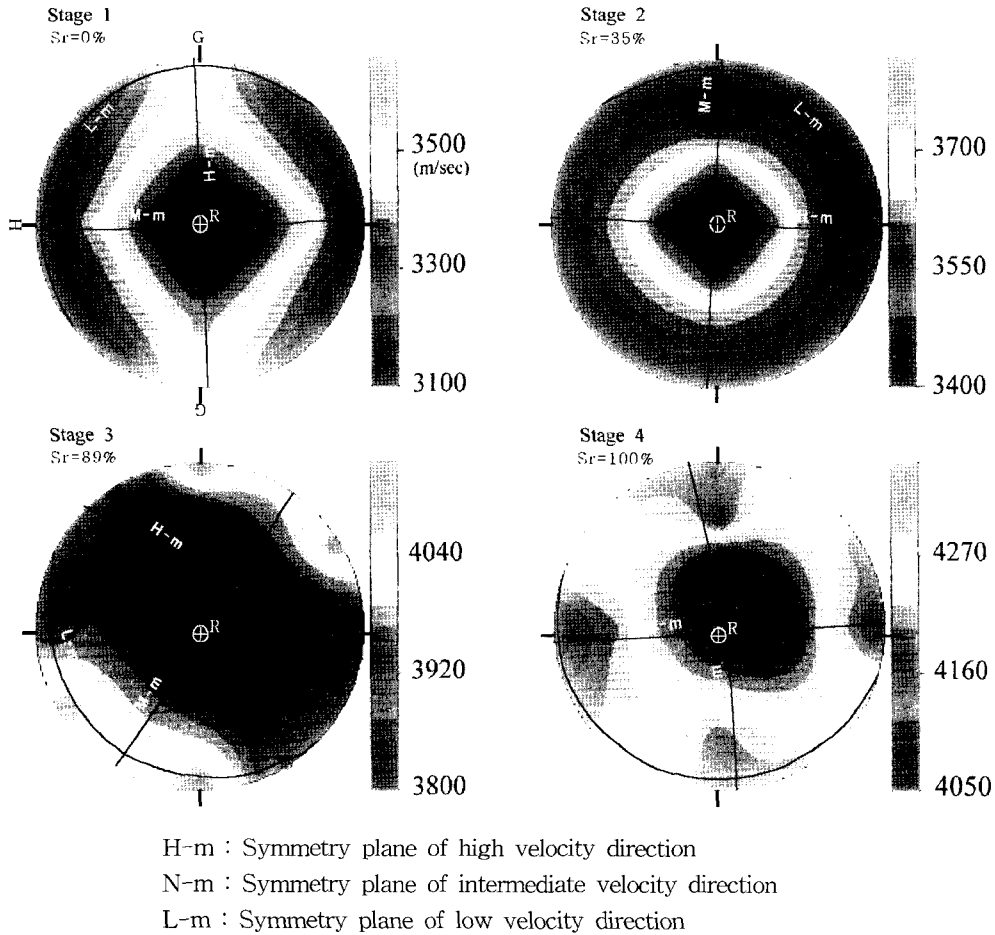 Stage 1
Sr=0%
G
H
L-m
H-m
M-m
R
G
3500
(m/sec)
3300
3100
Stage 2
Sr=35%
M-m
L-m
R
3700
3550
3400
Stage 3
Sr=89%
H-m
R
4040
3920
3800
Stage 4
Sr=100%
R
4270
4160
4050
H-m : Symmetry plane of high velocity direction
N-m : Symmetry plane of intermediate velocity direction
L-m : Symmetry plane of low velocity direction